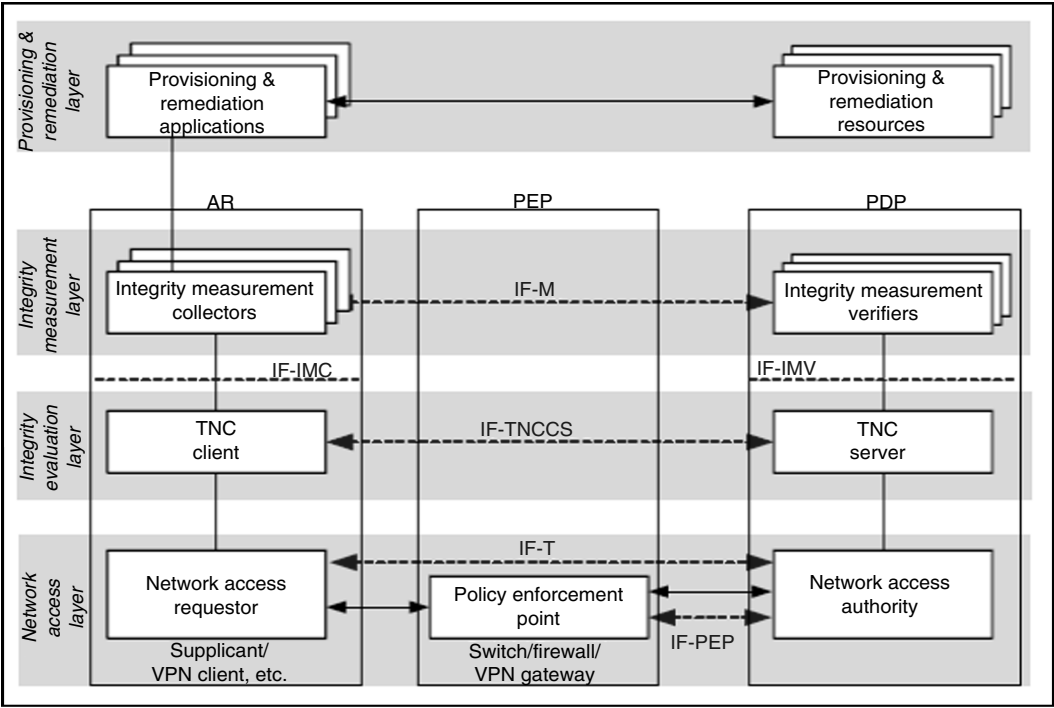 Provisioning &
remediation
layer
Provisioning &
remediation
applications
Provisioning &
remediation
resources
AR
PEP
PDP
Integrity
measurement
layer
Integrity measurement
collectors
IF-M
Integrity measurement
verifiers
IF-IMC
IF-IMV
Integrity
evaluation
layer
TNC
client
IF-TNCCS
TNC
server
Network
access
layer
IF-T
Network access
requestor
Policy enforcement
point
Network access
authority
IF-PEP
Supplicant/
VPN client, etc.
Switch/firewall/
VPN gateway